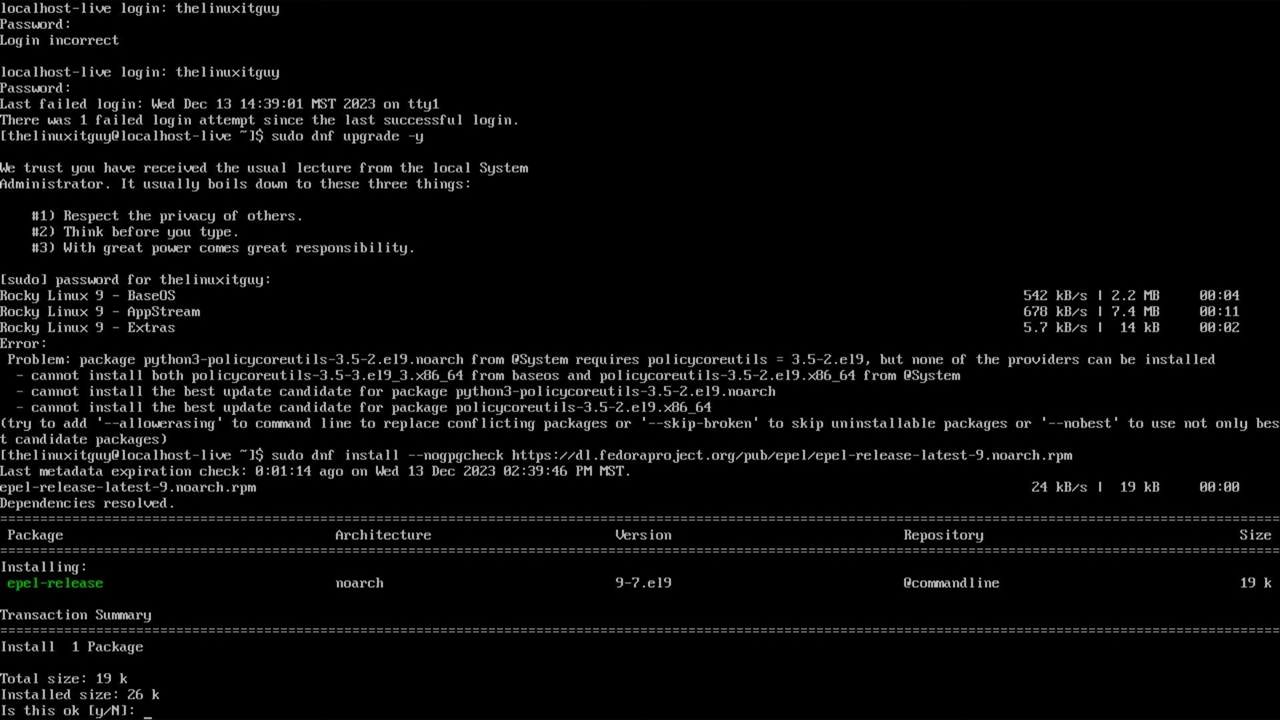 localhost-live login: thelinuxitguy
Password:
Login incorrect
localhost-live login: thelinuxitguy
Password:
Last failed login: Wed Dec 13 14:39:01 MST 2023 on tty1
There was 1 failed login attempt since the last successful login.
[thelinuxitguy@localhost-live ~]$ sudo dnf upgrade -y
We trust you have received the usual lecture from the local System
Administrator. It usually boils down to these three things:
#1) Respect the privacy of others.
#2) Think before you type.
#3) With great power comes great responsibility.
[sudo] password for thelinuxitguy:
Rocky Linux 9 - BaseOS 542 kB/s | 2.2 MB 00:04
Rocky Linux 9 - AppStream 678 kB/s | 7.4 MB 00:11
Rocky Linux 9 - Extras 5.7 kB/s | 14 kB 00:02
Error:
Problem: package python3-policycoreutils-3.5-2.el9.noarch from @System requires policycoreutils = 3.5-2.el9, but none of the providers can be installed
- cannot install both policycoreutils-3.5-3.el9_3.x86_64 from baseos and policycoreutils-3.5-2.el9.x86_64 from @System
- cannot install the best update candidate for package python3-policycoreutils-3.5-2.el9.noarch
- cannot install the best update candidate for package policycoreutils-3.5-2.el9.x86_64
(try to add '--allowerasing' to command line to replace conflicting packages or '--skip-broken' to skip uninstallable packages or '--nobest' to use not only bes
t candidate packages)
[thelinuxitguy@localhost-live ~]$ sudo dnf install --nogpgcheck https://dl.fedoraproject.org/pub/epel/epel-release-latest-9.noarch.rpm
Last metadata expiration check: 0:01:14 ago on Wed 13 Dec 2023 02:39:46 PM MST.
epel-release-latest-9.noarch.rpm 24 kB/s | 19 kB 00:00
Dependencies resolved.
================================================================================================================================================================
Package Architecture Version Repository Size
================================================================================================================================================================
Installing:
epel-release noarch 9-7.el9 @commandline 19 k
Transaction Summary
================================================================================================================================================================
Install 1 Package
Total size: 19 k
Installed size: 26 k
Is this ok [y/N]: _